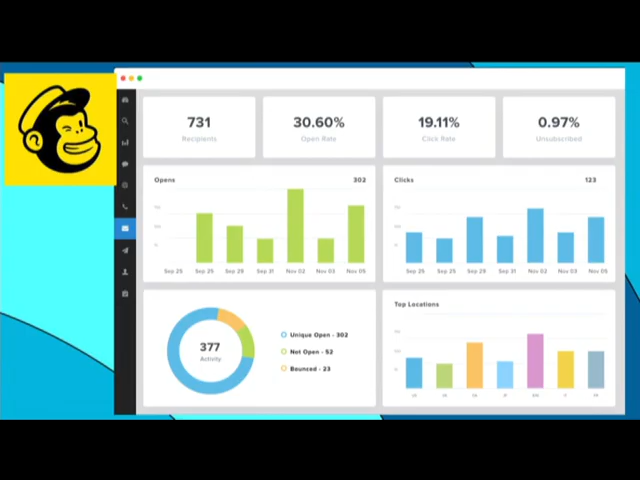 731
Recipients
30.60%
Open Rate
19.11%
Click Rate
0.97%
Unsubscribed
Opens
302
Sep 25 Sep 25 Sep 29 Sep 31 Nov 02 Nov 03 Nov 05
Clicks
123
Sep 25 Sep 25 Sep 29 Sep 31 Nov 02 Nov 03 Nov 05
377
Activity
Unique Open - 302
Not Open - 52
Bounced - 23
Top Locations